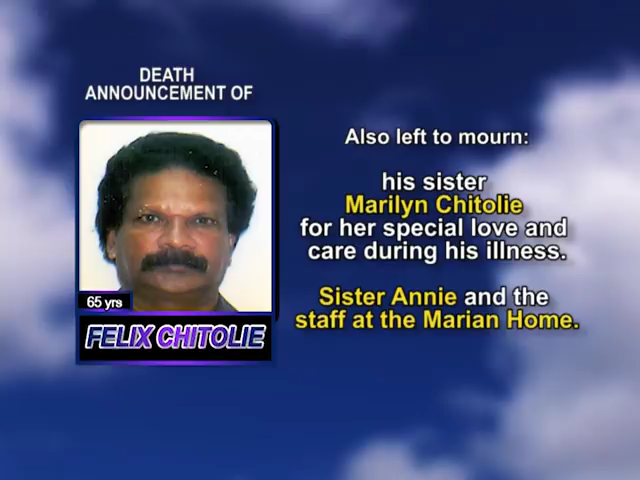 DEATH
ANNOUNCEMENT OF
65 yrs
FELIX CHITOLIE
Also left to mourn:
his sister
Marilyn Chitolie
for her special love and
care during his illness.
Sister Annie and the
staff at the Marian Home.